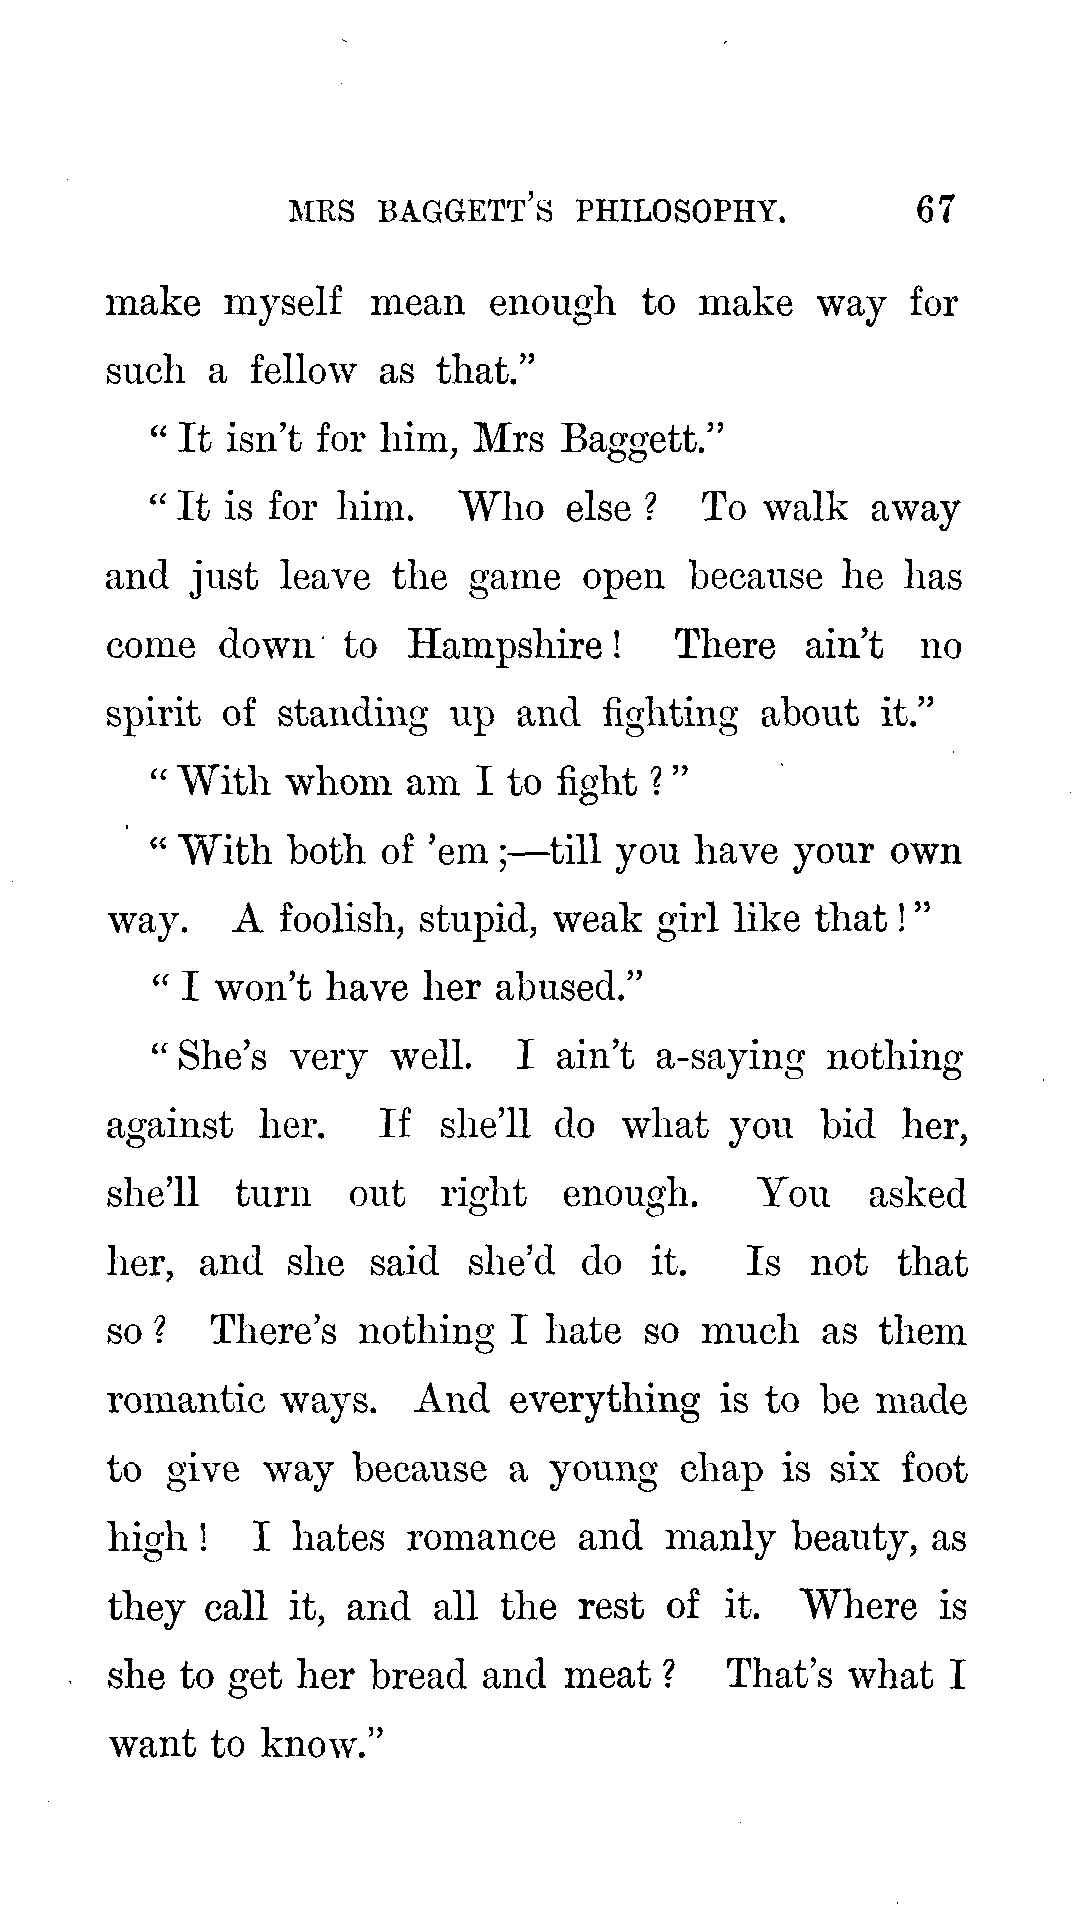 MRS BAGGETT'S PHILOSOPHY. 67
make myself mean enough to make way for
such a fellow as that."
"It isn't for him, Mrs Baggett."
"It is for him. Who else? To walk away
and just leave the game open because he has
come down to Hampshire! There ain't no
spirit of standing up and fighting about it."
"With whom am I to fight?"
"With both of 'em;—till you have your own
way. A foolish, stupid, weak girl like that!"
"I won't have her abused."
"She's very well. I ain't a-saying nothing
against her. If she'll do what you bid her,
she'll turn out right enough. You asked
her, and she said she'd do it. Is not that
so? There's nothing I hate so much as them
romantic ways. And everything is to be made
to give way because a young chap is six foot
high! I hates romance and manly beauty, as
they call it, and all the rest of it. Where is
she to get her bread and meat? That's what I
want to know."